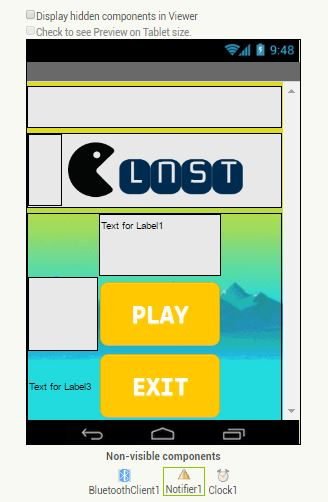 Display hidden components in Viewer
Check to see Preview on Tablet size.
9:48
LNST
Text for Label1
PLAY
EXIT
Text for Label3
Non-visible components
BluetoothClient1 Notifier1 Clock1